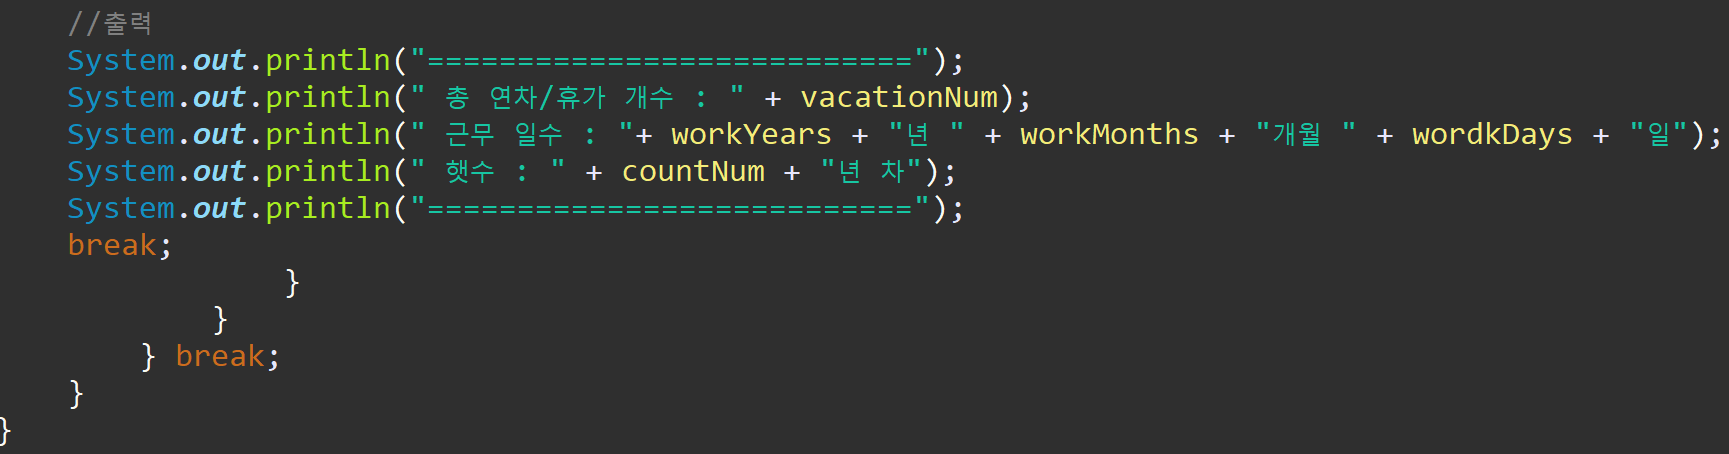 //출력
System.out.println("===========================");
System.out.println(" 총 연차/휴가 개수 : " + vacationNum);
System.out.println(" 근무 일수 : "+ workYears + "년 " + workMonths + "개월 " + wordkDays + "일");
System.out.println(" 햇수 : " + countNum + "년 차");
System.out.println("===========================");
break;
}
}
} break;
}
}